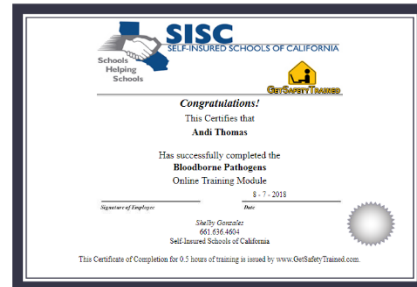 SISC
SELF-INSURED SCHOOLS OF CALIFORNIA
Schools
Helping
Schools
GETSAFETYTRAINED
Congratulations!
This Certifies that
Andi Thomas
Has successfully completed the
Bloodborne Pathogens
Online Training Module
8 - 7 - 2018
Signature of Employee Date
Shelby Gonzales
661.636.4604
Self-Insured Schools of California
This Certificate of Completion for 0.5 hours of training is issued by www.GetSafetyTrained.com.